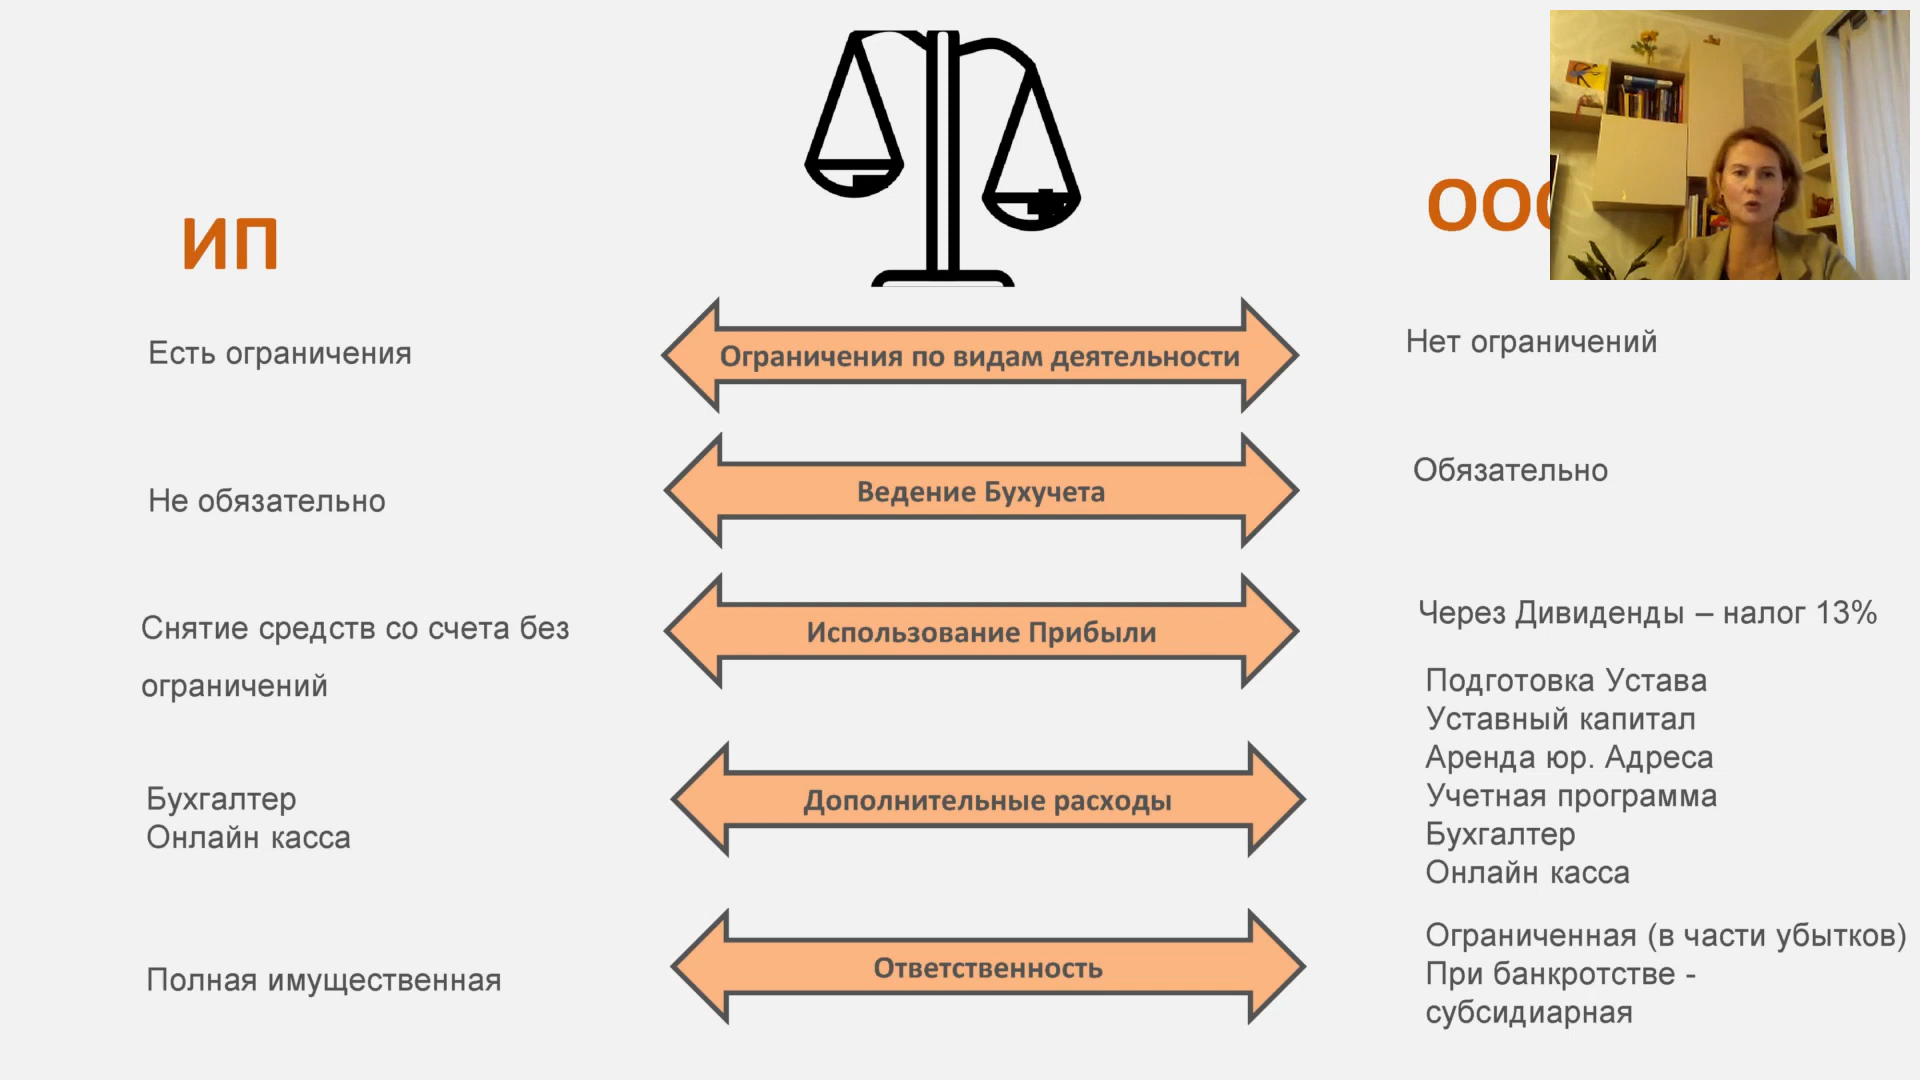 ИП
ООО
Есть ограничения
Ограничения по видам деятельности
Нет ограничений
Не обязательно
Ведение Бухучета
Обязательно
Снятие средств со счета без
ограничений
Использование Прибыли
Через Дивиденды – налог 13%
Бухгалтер
Онлайн касса
Дополнительные расходы
Подготовка Устава
Уставный капитал
Аренда юр. Адреса
Учетная программа
Бухгалтер
Онлайн касса
Полная имущественная
Ответственность
Ограниченная (в части убытков)
При банкротстве -
субсидиарная